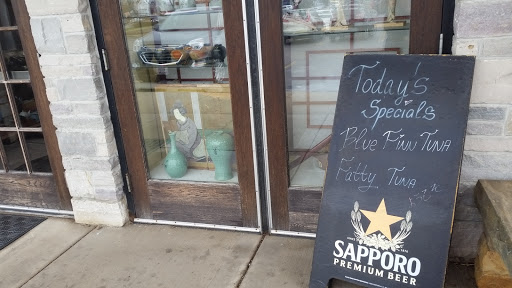 Today's
Specials
Blue Finn Tuna
Fatty Tuna
SAPPORO
PREMIUM BEER